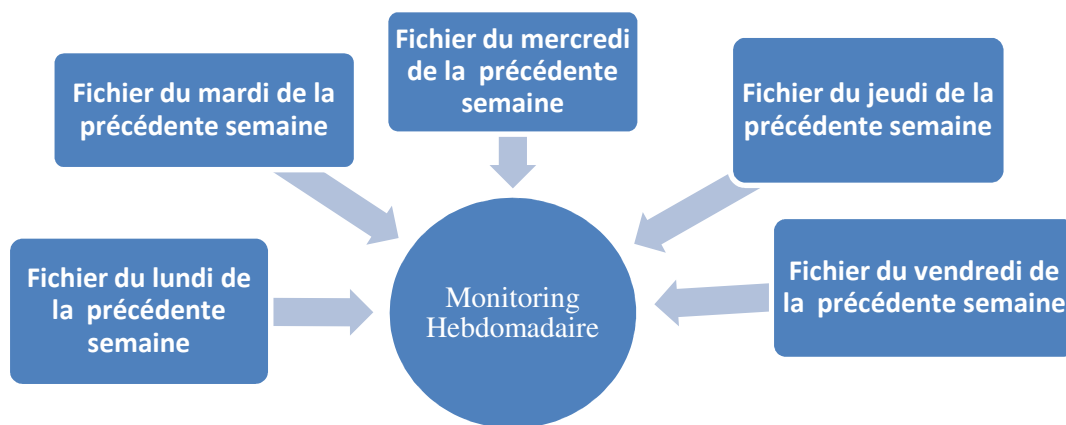 Fichier du mercredi
de la précédente
semaine
Fichier du mardi de la
précédente semaine
Fichier du jeudi de la
précédente semaine
Fichier du lundi de
la précédente
semaine
Monitoring
Hebdomadaire
Fichier du vendredi de
la précédente semaine